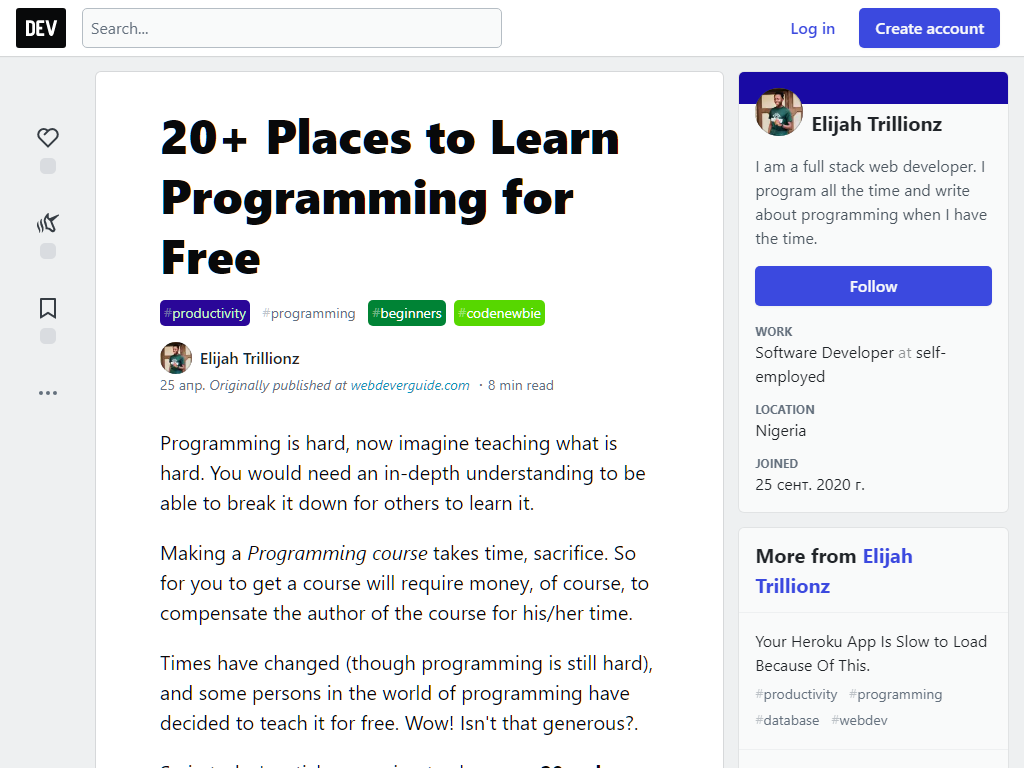 DEV
Search...
Log in
Create account
20+ Places to Learn
Programming for
Free
#productivity #programming #beginners #codenewbie
Elijah Trillionz
25 апр. Originally published at webdeverguide.com ・8 min read
Programming is hard, now imagine teaching what is
hard. You would need an in-depth understanding to be
able to break it down for others to learn it.
Making a Programming course takes time, sacrifice. So
for you to get a course will require money, of course, to
compensate the author of the course for his/her time.
Times have changed (though programming is still hard),
and some persons in the world of programming have
decided to teach it for free. Wow! Isn't that generous?.
Elijah Trillionz
I am a full stack web developer. I
program all the time and write
about programming when I have
the time.
Follow
WORK
Software Developer at self-
employed
LOCATION
Nigeria
JOINED
25 сент. 2020 г.
More from Elijah
Trillionz
Your Heroku App Is Slow to Load
Because Of This.
#productivity #programming
#database #webdev